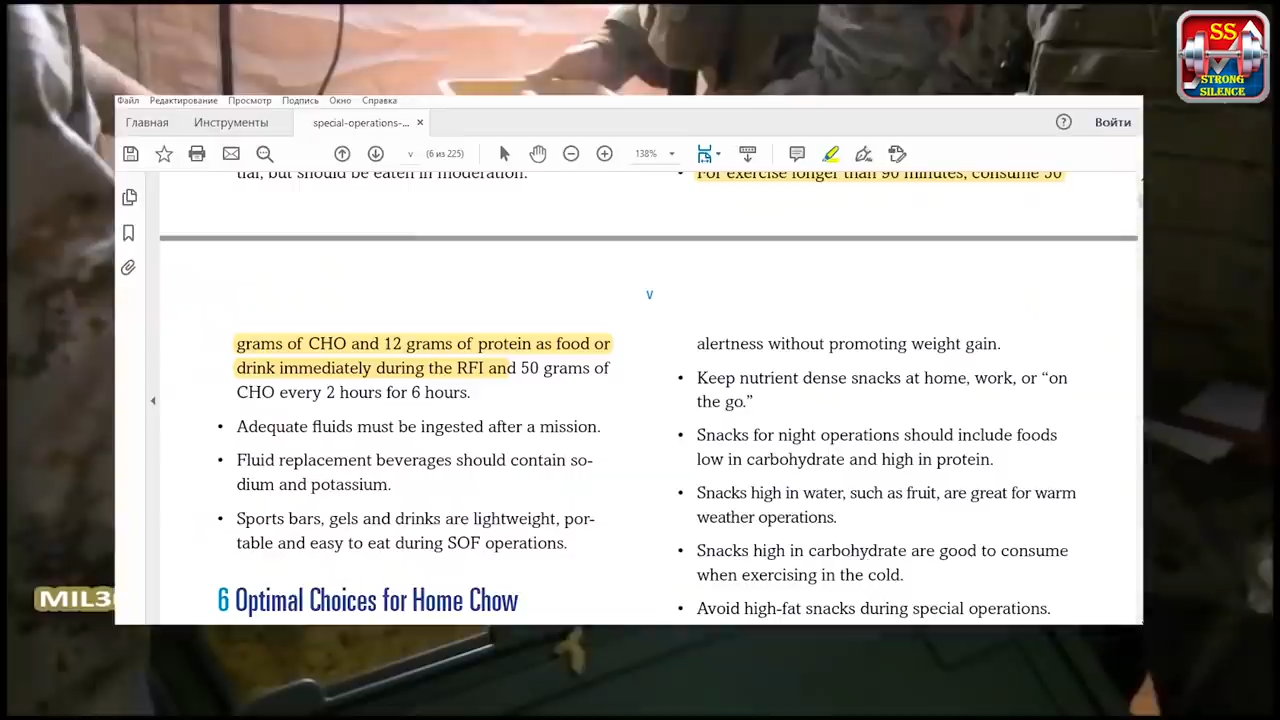 SS
STRONG
SILENCE
Файл Редактирование Просмотр Подпись Окно Справка
Главная Инструменты special-operations-... × Войти
v (6 из 225) 138%
tial, but should be eaten in moderation.
• For exercise longer than 90 minutes, consume 50
v
grams of CHO and 12 grams of protein as food or
drink immediately during the RFI and 50 grams of
CHO every 2 hours for 6 hours.
• Adequate fluids must be ingested after a mission.
• Fluid replacement beverages should contain so-
dium and potassium.
• Sports bars, gels and drinks are lightweight, por-
table and easy to eat during SOF operations.
6 Optimal Choices for Home Chow
alertness without promoting weight gain.
• Keep nutrient dense snacks at home, work, or “on
the go.”
• Snacks for night operations should include foods
low in carbohydrate and high in protein.
• Snacks high in water, such as fruit, are great for warm
weather operations.
• Snacks high in carbohydrate are good to consume
when exercising in the cold.
• Avoid high-fat snacks during special operations.